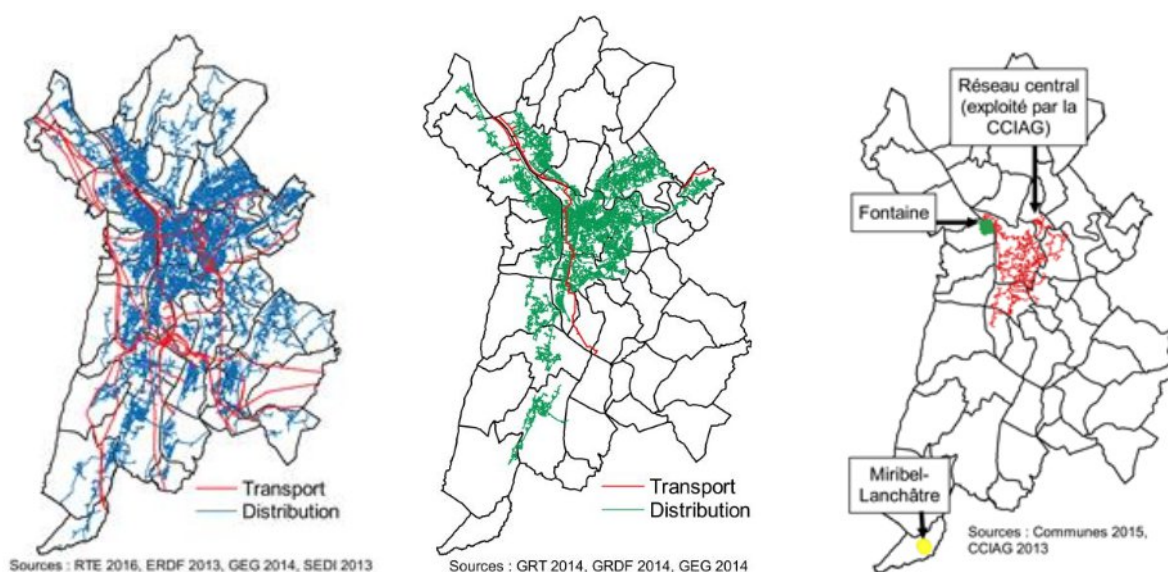 Transport
Distribution
Sources : RTE 2016, ERDF 2013, GEG 2014, SEDI 2013
Transport
Distribution
Sources : GRT 2014, GRDF 2014, GEG 2014
Réseau central
(exploité par la
CCIAG)
Fontaine
Miribel-
Lanchâtre
Sources : Communes 2015,
CCIAG 2013